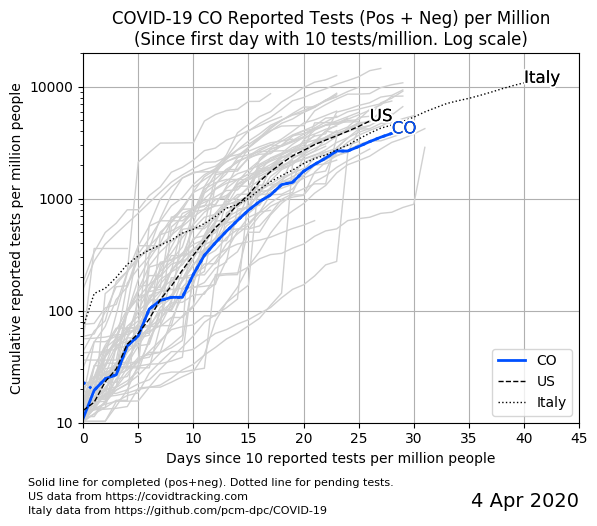 COVID-19 CO Reported Tests (Pos + Neg) per Million
(Since first day with 10 tests/million. Log scale)
Cumulative reported tests per million people
10000
1000
100
10
Italy
US
CO
CO
US
Italy
0 5 10 15 20 25 30 35 40 45
Days since 10 reported tests per million people
Solid line for completed (pos+neg). Dotted line for pending tests.
US data from https://covidtracking.com
Italy data from https://github.com/pcm-dpc/COVID-19
4 Apr 2020